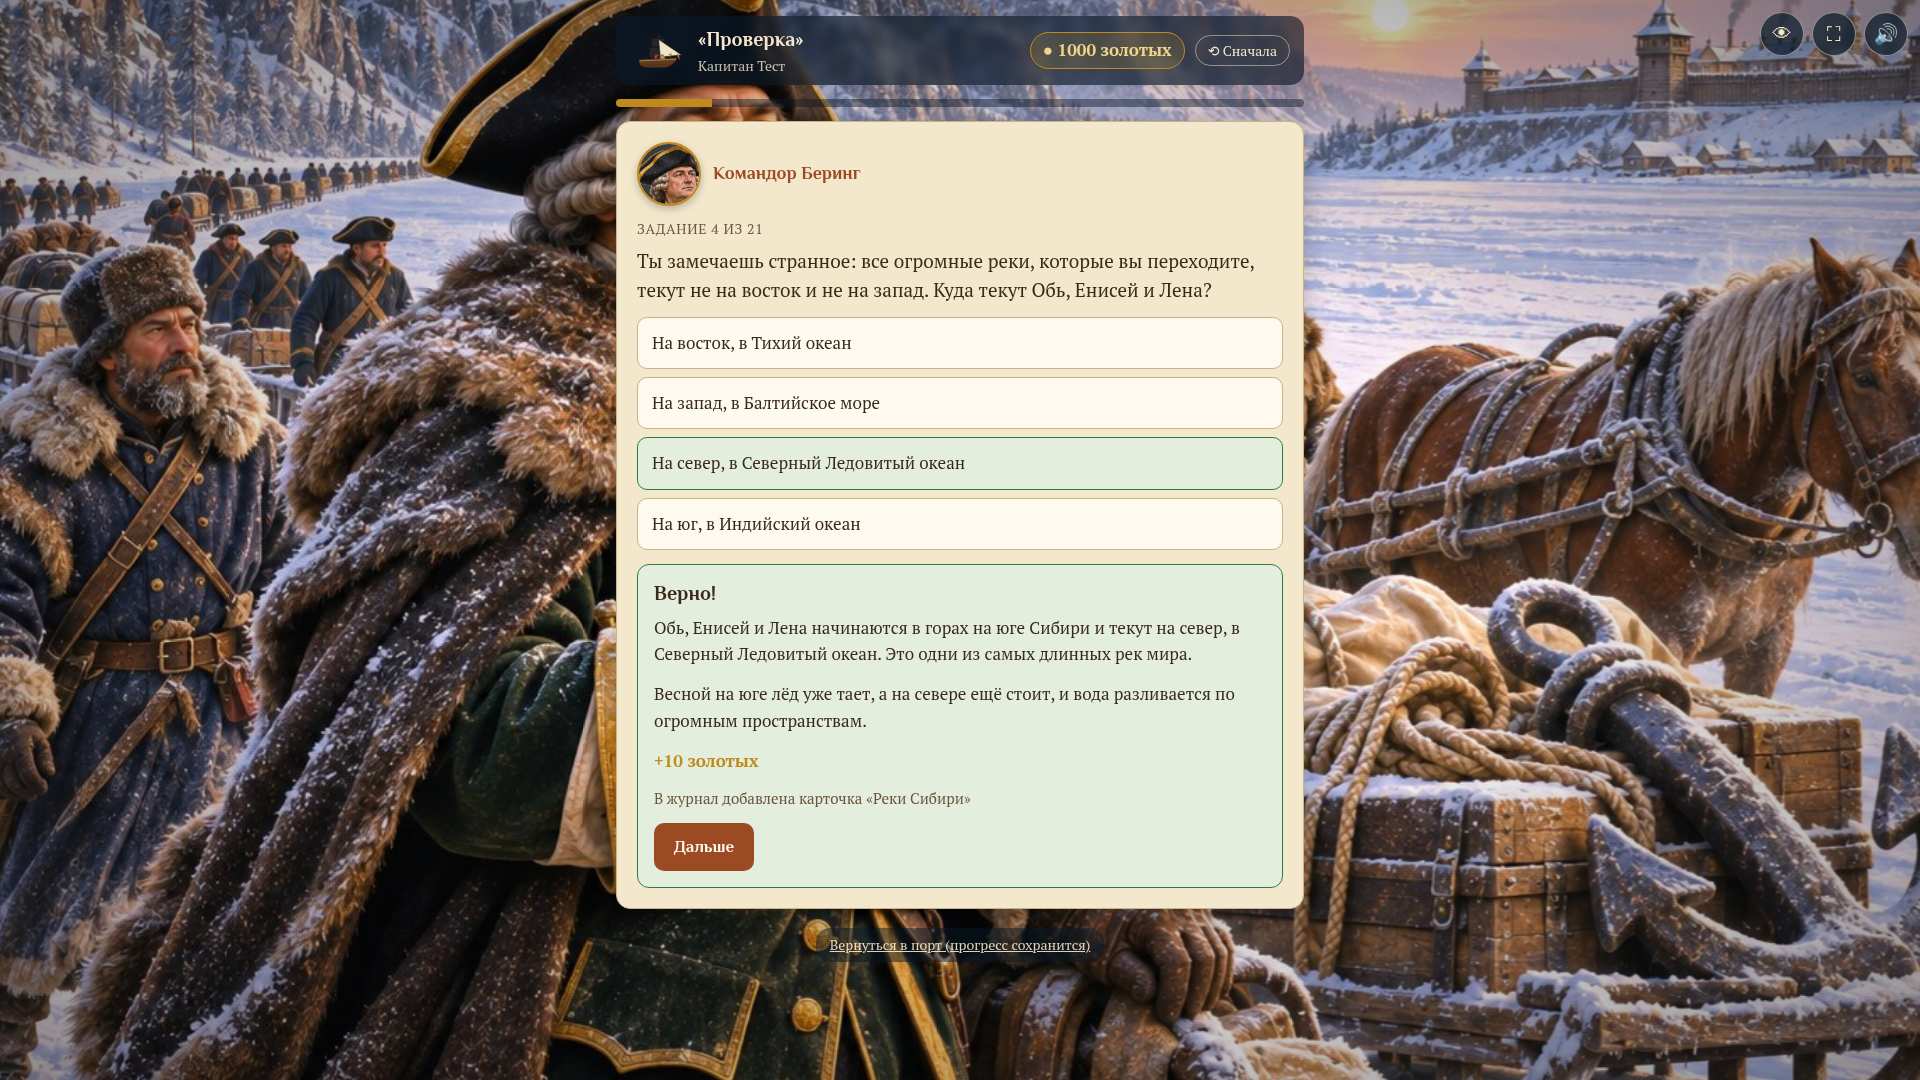 «Проверка»
Капитан Тест
● 1000 золотых
⟲ Сначала
Командор Беринг
ЗАДАНИЕ 4 ИЗ 21
Ты замечаешь странное: все огромные реки, которые вы переходите,
текут не на восток и не на запад. Куда текут Обь, Енисей и Лена?
На восток, в Тихий океан
На запад, в Балтийское море
На север, в Северный Ледовитый океан
На юг, в Индийский океан
Верно!
Обь, Енисей и Лена начинаются в горах на юге Сибири и текут на север, в
Северный Ледовитый океан. Это одни из самых длинных рек мира.
Весной на юге лёд уже тает, а на севере ещё стоит, и вода разливается по
огромным пространствам.
+10 золотых
В журнал добавлена карточка «Реки Сибири»
Дальше
Вернуться в порт (прогресс сохранится)